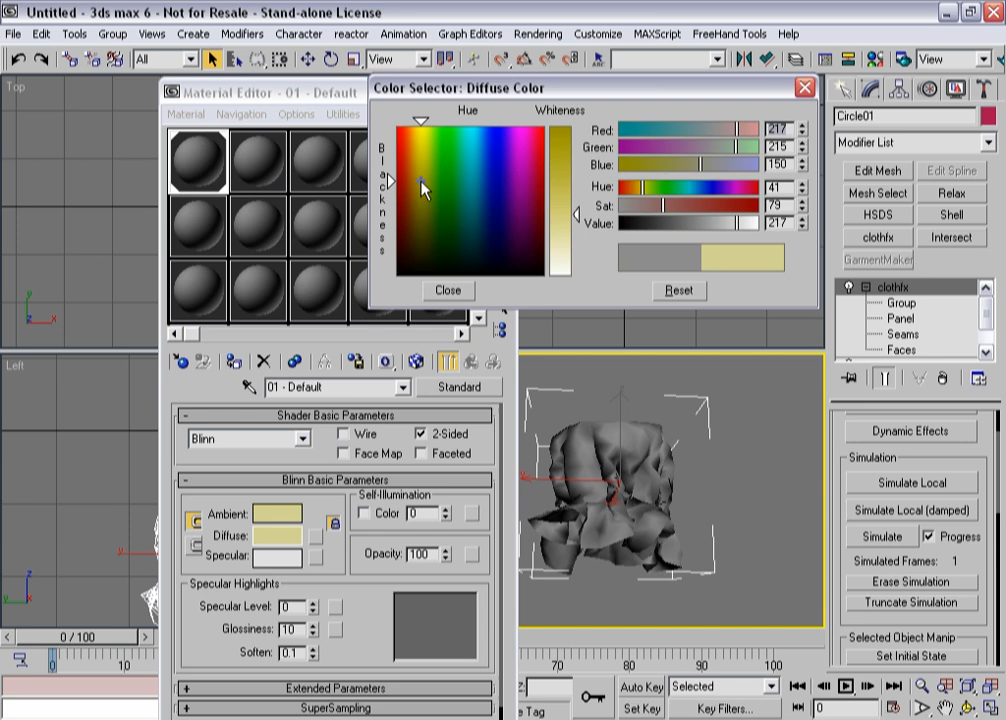 Untitled - 3ds max 6 - Not for Resale - Stand-alone License
File Edit Tools Group Views Create Modifiers Character reactor Animation Graph Editors Rendering Customize MAXScript FreeHand Tools Help
All View View
Top
Material Editor - 01 - Default
Material Navigation Options Utilities
Color Selector: Diffuse Color
Hue Whiteness
Blackness
Red: 217
Green: 215
Blue: 150
Hue: 41
Sat: 79
Value: 217
Close Reset
Circle01
Modifier List
Edit Mesh Edit Spline
Mesh Select Relax
HSDS Shell
clothfx Intersect
GarmentMaker
clothfx
Group
Panel
Seams
Faces
y
z x
Left
01 - Default Standard
- Shader Basic Parameters
Blinn Wire 2-Sided
Face Map Faceted
- Blinn Basic Parameters
Self-Illumination
Ambient: Color 0
Diffuse:
Specular: Opacity: 100
Specular Highlights
Specular Level: 0
Glossiness: 10
Soften: 0.1
+ Extended Parameters
+ SuperSampling
Dynamic Effects
Simulation
Simulate Local
Simulate Local (damped)
Simulate Progress
Simulated Frames: 1
Erase Simulation
Truncate Simulation
Selected Object Manip
Set Initial State
y
z
y x
< 0 / 100 >
0 10 70 80 90 100
Z: Auto Key Selected
e Tag Set Key Key Filters... 0